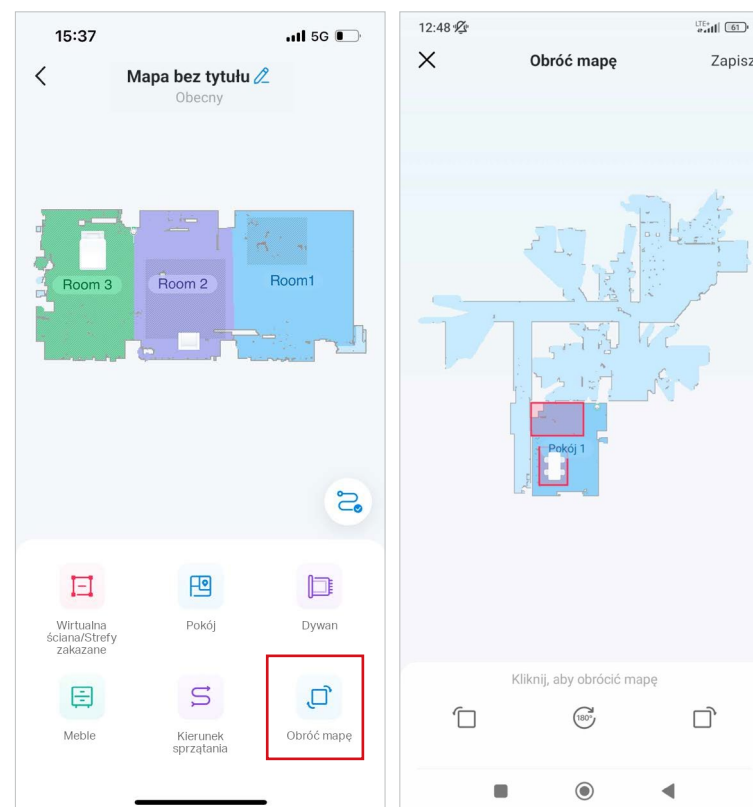 15:37
5G
Mapa bez tytułu
Obecny
Room 3
Room 2
Room1
Wirtualna
ściana/Strefy
zakazane
Pokój
Dywan
Meble
Kierunek
sprzątania
Obróć mapę
12:48
LTE+
61
Obróć mapę
Zapisz
Pokój 1
Kliknij, aby obrócić mapę
180°